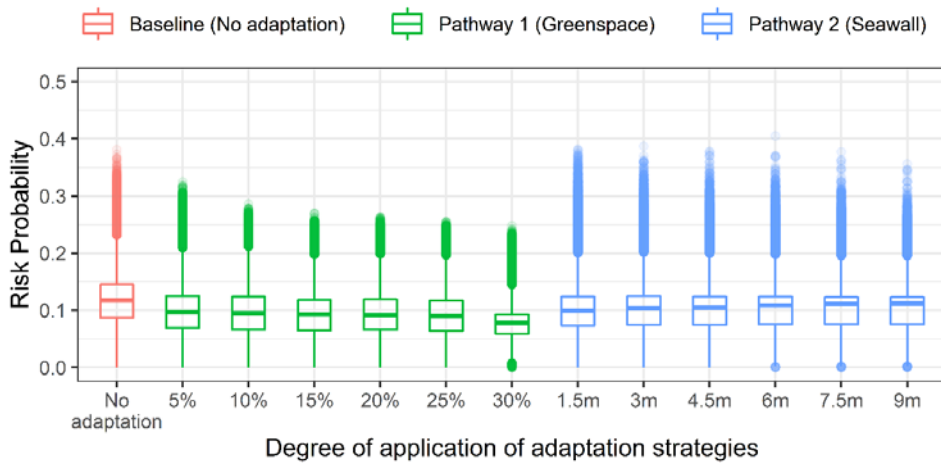 Baseline (No adaptation) Pathway 1 (Greenspace) Pathway 2 (Seawall)
Risk Probability
0.5
0.4
0.3
0.2
0.1
0.0
No adaptation 5% 10% 15% 20% 25% 30% 1.5m 3m 4.5m 6m 7.5m 9m
Degree of application of adaptation strategies